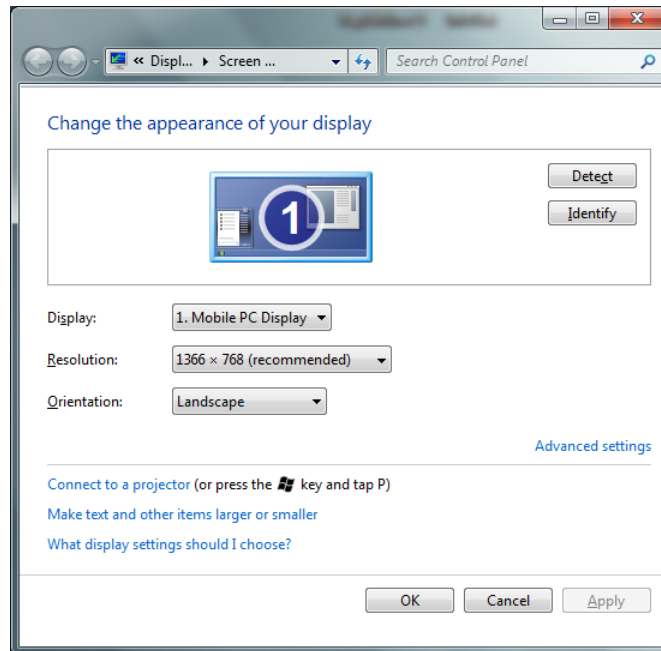 « Displ... Screen ... Search Control Panel
Change the appearance of your display
1
Detect
Identify
Display: 1. Mobile PC Display
Resolution: 1366 × 768 (recommended)
Orientation: Landscape
Advanced settings
Connect to a projector (or press the key and tap P)
Make text and other items larger or smaller
What display settings should I choose?
OK Cancel Apply